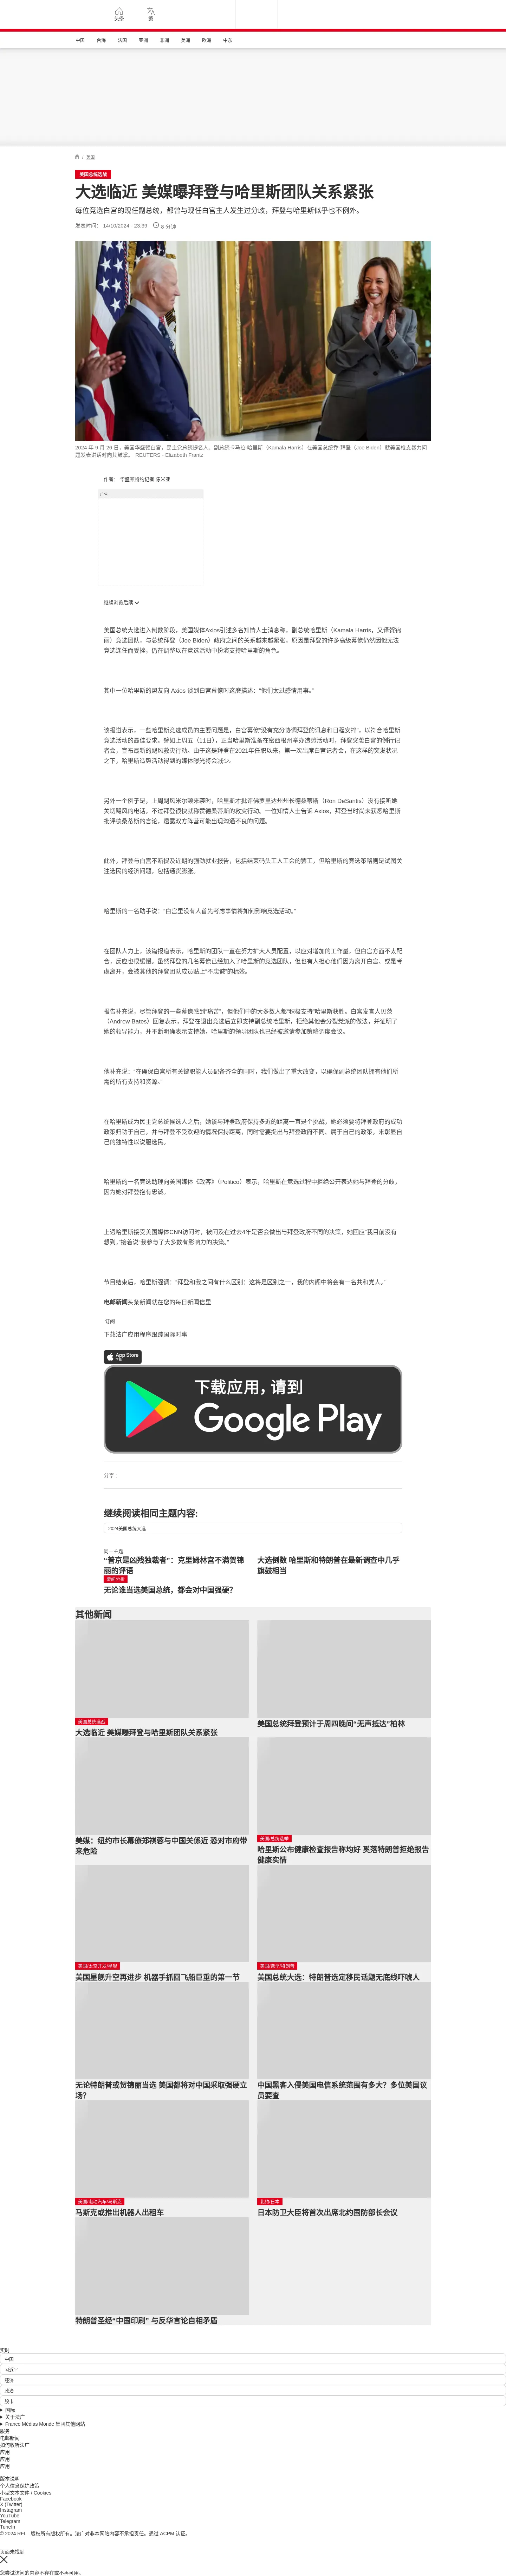 头条
繁
中国 台海 法国 亚洲 非洲 美洲 欧洲 中东
/ 美国
美国总统选战
大选临近 美媒曝拜登与哈里斯团队关系紧张
每位竞选白宫的现任副总统，都曾与现任白宫主人发生过分歧，拜登与哈里斯似乎也不例外。
发表时间： 14/10/2024 - 23:39 6 分钟
2024 年 9 月 26 日，美国华盛顿白宫，民主党总统提名人、副总统卡马拉·哈里斯（Kamala Harris）在美国总统乔·拜登（Joe Biden）就美国枪支暴力问
题发表讲话时向其鼓掌。 REUTERS - Elizabeth Frantz
作者： 华盛顿特约记者 陈米亚
广告
继续浏览后续
美国总统大选进入倒数阶段，美国媒体Axios引述多名知情人士消息称，副总统哈里斯（Kamala Harris，又译贺锦
丽）竞选团队，与总统拜登（Joe Biden）政府之间的关系越来越紧张，原因是拜登的许多高级幕僚仍然因他无法
竞选连任而受挫，仍在调整以在竞选活动中扮演支持哈里斯的角色。
其中一位哈里斯的盟友向 Axios 谈到白宫幕僚时这麽描述：“他们太过感情用事。”
该报道表示，一些哈里斯竞选成员的主要问题是，白宫幕僚“没有充分协调拜登的讯息和日程安排”，以符合哈里斯
竞选活动的最佳要求。譬如上周五（11日），正当哈里斯准备在密西根州举办造势活动时，拜登突袭白宫的例行记
者会，宣布最新的飓风救灾行动。由于这是拜登在2021年任职以来，第一次出席白宫记者会，在这样的突发状况
之下，哈里斯造势活动得到的媒体曝光将会减少。
另外一个例子是，上周飓风米尔顿来袭时，哈里斯才批评佛罗里达州州长德桑蒂斯（Ron DeSantis）没有接听她
关切飓风的电话，不过拜登很快就称赞德桑蒂斯的救灾行动。一位知情人士告诉 Axios，拜登当时尚未获悉哈里斯
批评德桑蒂斯的言论，透露双方阵营可能出现沟通不良的问题。
此外，拜登与白宫不断提及近期的强劲就业报告，包括结束码头工人工会的罢工，但哈里斯的竞选策略则是试图关
注选民的经济问题，包括通货膨胀。
哈里斯的一名助手说：“白宫里没有人首先考虑事情将如何影响竞选活动。”
在团队人力上，该篇报道表示，哈里斯的团队一直在努力扩大人员配置，以应对增加的工作量，但白宫方面不太配
合，反应也很缓慢。虽然拜登的几名幕僚已经加入了哈里斯的竞选团队，但也有人担心他们因为离开白宫、或是考
虑离开，会被其他的拜登团队成员贴上“不忠诚”的标签。
报告补充说，尽管拜登的一些幕僚感到“痛苦”，但他们中的大多数人都“积极支持”哈里斯获胜。白宫发言人贝茨
（Andrew Bates）回复表示，拜登在退出竞选后立即支持副总统哈里斯，拒绝其他会分裂党派的做法，并证明了
她的领导能力，并不断明确表示支持她，哈里斯的领导团队也已经被邀请参加策略调度会议。
他补充说：“在确保白宫所有关键职能人员配备齐全的同时，我们做出了重大改变，以确保副总统团队拥有他们所
需的所有支持和资源。”
在哈里斯成为民主党总统候选人之后，她该与拜登政府保持多近的距离一直是个挑战，她必须要将拜登政府的成功
政策归功于自己，并与拜登不受欢迎的情况保持距离，同时需要提出与拜登政府不同、属于自己的政策，来彰显自
己的独特性以说服选民。
哈里斯的一名竞选助理向美国媒体《政客》（Politico）表示，哈里斯在竞选过程中拒绝公开表达她与拜登的分歧，
因为她对拜登抱有忠诚。
上週哈里斯接受美国媒体CNN访问时，被问及在过去4年是否会做出与拜登政府不同的决策，她回应“我目前没有
想到，”接着说“我参与了大多数有影响力的决策。”
节目结束后，哈里斯强调：“拜登和我之间有什么区别：这将是区别之一，我的内阁中将会有一名共和党人。”
电邮新闻头条新闻就在您的每日新闻信里
订阅
下载法广应用程序跟踪国际时事
App Store
下载
下载应用，请到
Google Play
分享 :
继续阅读相同主题内容:
2024美国总统大选
同一主题
“普京是凶残独裁者”：克里姆林宫不满贺锦
丽的评语
大选倒数 哈里斯和特朗普在最新调查中几乎
旗鼓相当
要闻分析
无论谁当选美国总统，都会对中国强硬?
其他新闻
美国总统选战
大选临近 美媒曝拜登与哈里斯团队关系紧张
美国总统拜登预计于周四晚间“无声抵达”柏林
美媒：纽约市长幕僚郑祺蓉与中国关係近 恐对市府带
来危险
美国/总统选举
哈里斯公布健康检查报告称均好 奚落特朗普拒绝报告
健康实情
美国/太空开发/星舰
美国星舰升空再进步 机器手抓回飞船巨重的第一节
美国/选举/特朗普
美国总统大选：特朗普选定移民话题无底线吓唬人
无论特朗普或贺锦丽当选 美国都将对中国采取强硬立
场?
中国黑客入侵美国电信系统范围有多大？多位美国议
员要查
美国/电动汽车/马斯克
马斯克或推出机器人出租车
北约/日本
日本防卫大臣将首次出席北约国防部长会议
特朗普圣经“中国印刷” 与反华言论自相矛盾
实时
中国
习近平
经济
政治
股市
国际
关于法广
France Médias Monde 集团其他网站
服务
电邮新闻
如何收听法广
应用
应用
应用
版本说明
个人信息保护政策
小型文本文件 / Cookies
Facebook
X (Twitter)
Instagram
YouTube
Telegram
TuneIn
© 2024 RFI – 版权所有版权所有。法广对非本网站内容不承担责任。通过 ACPM 认证。
页面未找到
您尝试访问的内容不存在或不再可用。